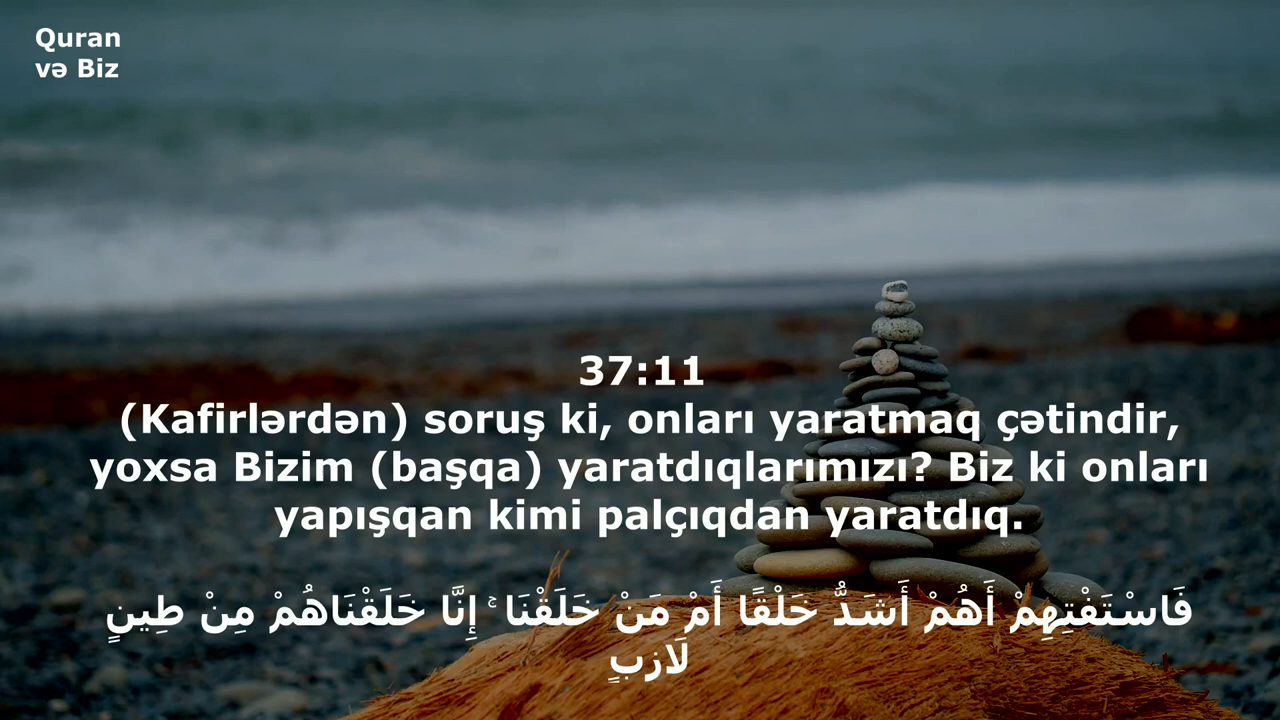 Quran
və Biz
37:11
(Kafirlərdən) soruş ki, onları yaratmaq çətindir,
yoxsa Bizim (başqa) yaratdıqlarımızı? Biz ki onları
yapışqan kimi palçıqdan yaratdıq.
فَاسْتَفْتِهِمْ أَهُمْ أَشَدُّ خَلْقًا أَمْ مَنْ خَلَقْنَا ۚ إِنَّا خَلَقْنَاهُمْ مِنْ طِينٍ
لَازِبٍ